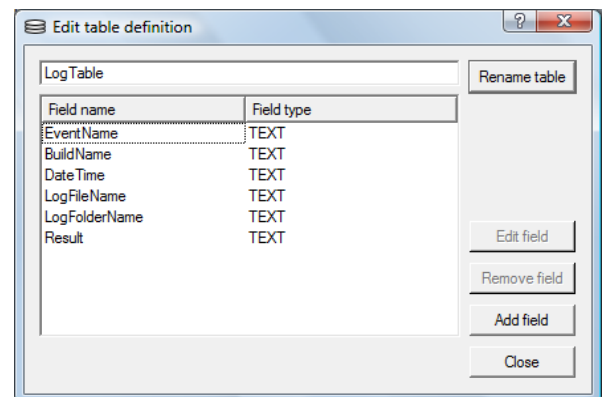 Edit table definition
?
X
LogTable
Rename table
Field name Field type
EventName TEXT
BuildName TEXT
DateTime TEXT
LogFileName TEXT
LogFolderName TEXT
Result TEXT
Edit field
Remove field
Add field
Close